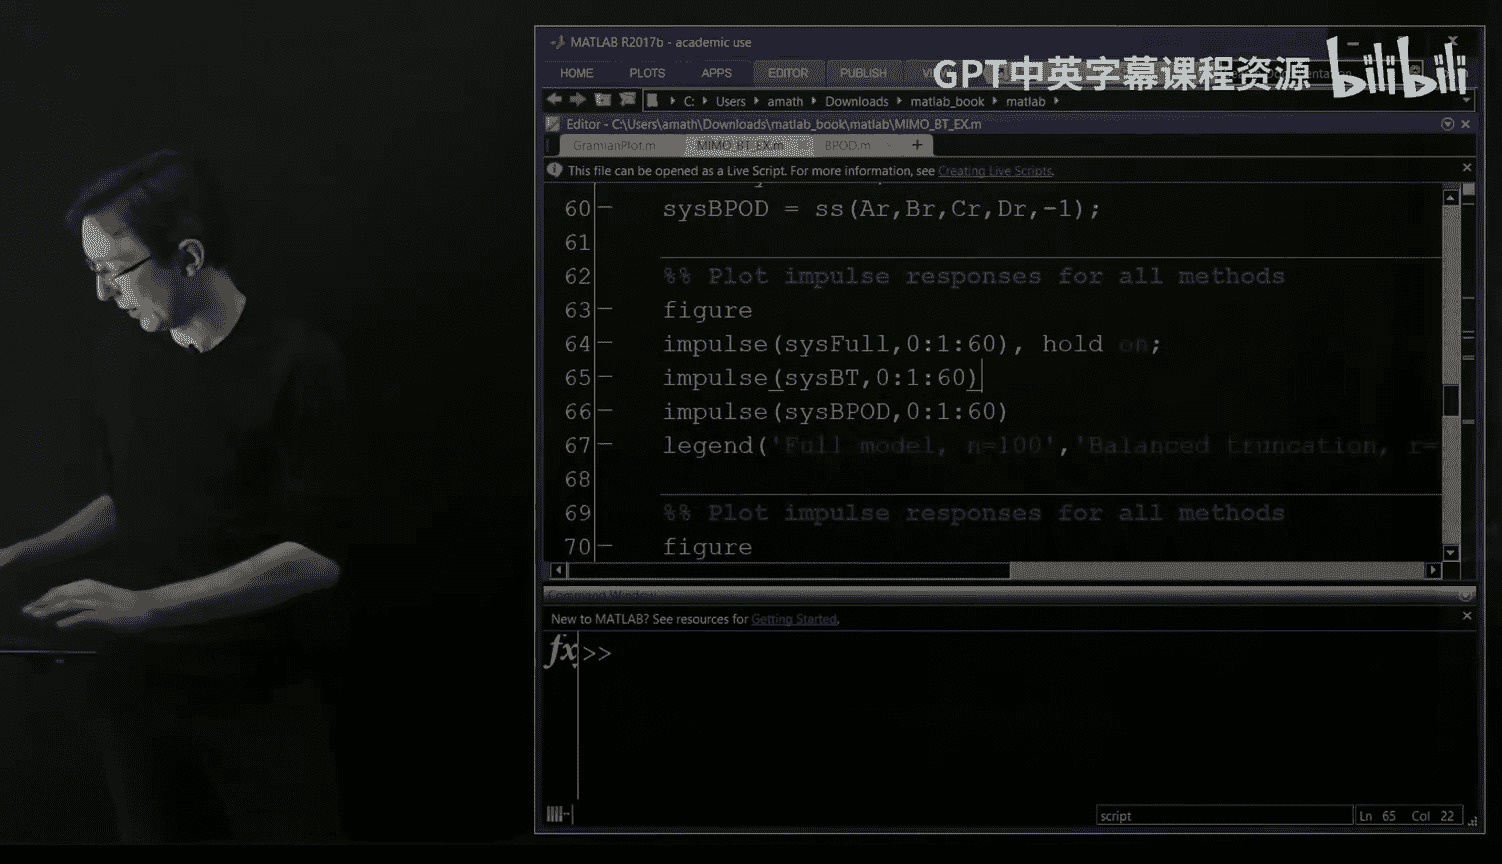 MATLAB R2017b - academic use
GPT中英字幕课程资源 bilibili
HOME PLOTS APPS EDITOR PUBLISH
C: Users amath Downloads matlab_book matlab
Editor - C:\Users\amath\Downloads\matlab_book\matlab\MIMO_BT_EX.m
GramianPlot.m MIMO_BT_EX.m BPOD.m +
This file can be opened as a Live Script. For more information, see Creating Live Scripts.
60 sysBPOD = ss(Ar,Br,Cr,Dr,-1);
61
62 %% Plot impulse responses for all methods
63 figure
64 impulse(sysFull,0:1:60), hold on;
65 impulse(sysBT,0:1:60)
66 impulse(sysBPOD,0:1:60)
67 legend('Full model, n=100','Balanced truncation, r=
68
69 %% Plot impulse responses for all methods
70 figure
Command Window
New to MATLAB? See resources for Getting Started.
fx >>
script Ln 65 Col 22